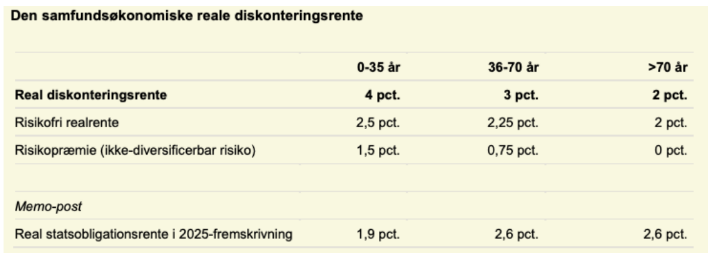 Den samfundsøkonomiske reale diskonteringsrente
0-35 år 36-70 år >70 år
Real diskonteringsrente 4 pct. 3 pct. 2 pct.
Risikofri realrente 2,5 pct. 2,25 pct. 2 pct.
Risikopræmie (ikke-diversificerbar risiko) 1,5 pct. 0,75 pct. 0 pct.
Memo-post
Real statsobligationsrente i 2025-fremskrivning 1,9 pct. 2,6 pct. 2,6 pct.